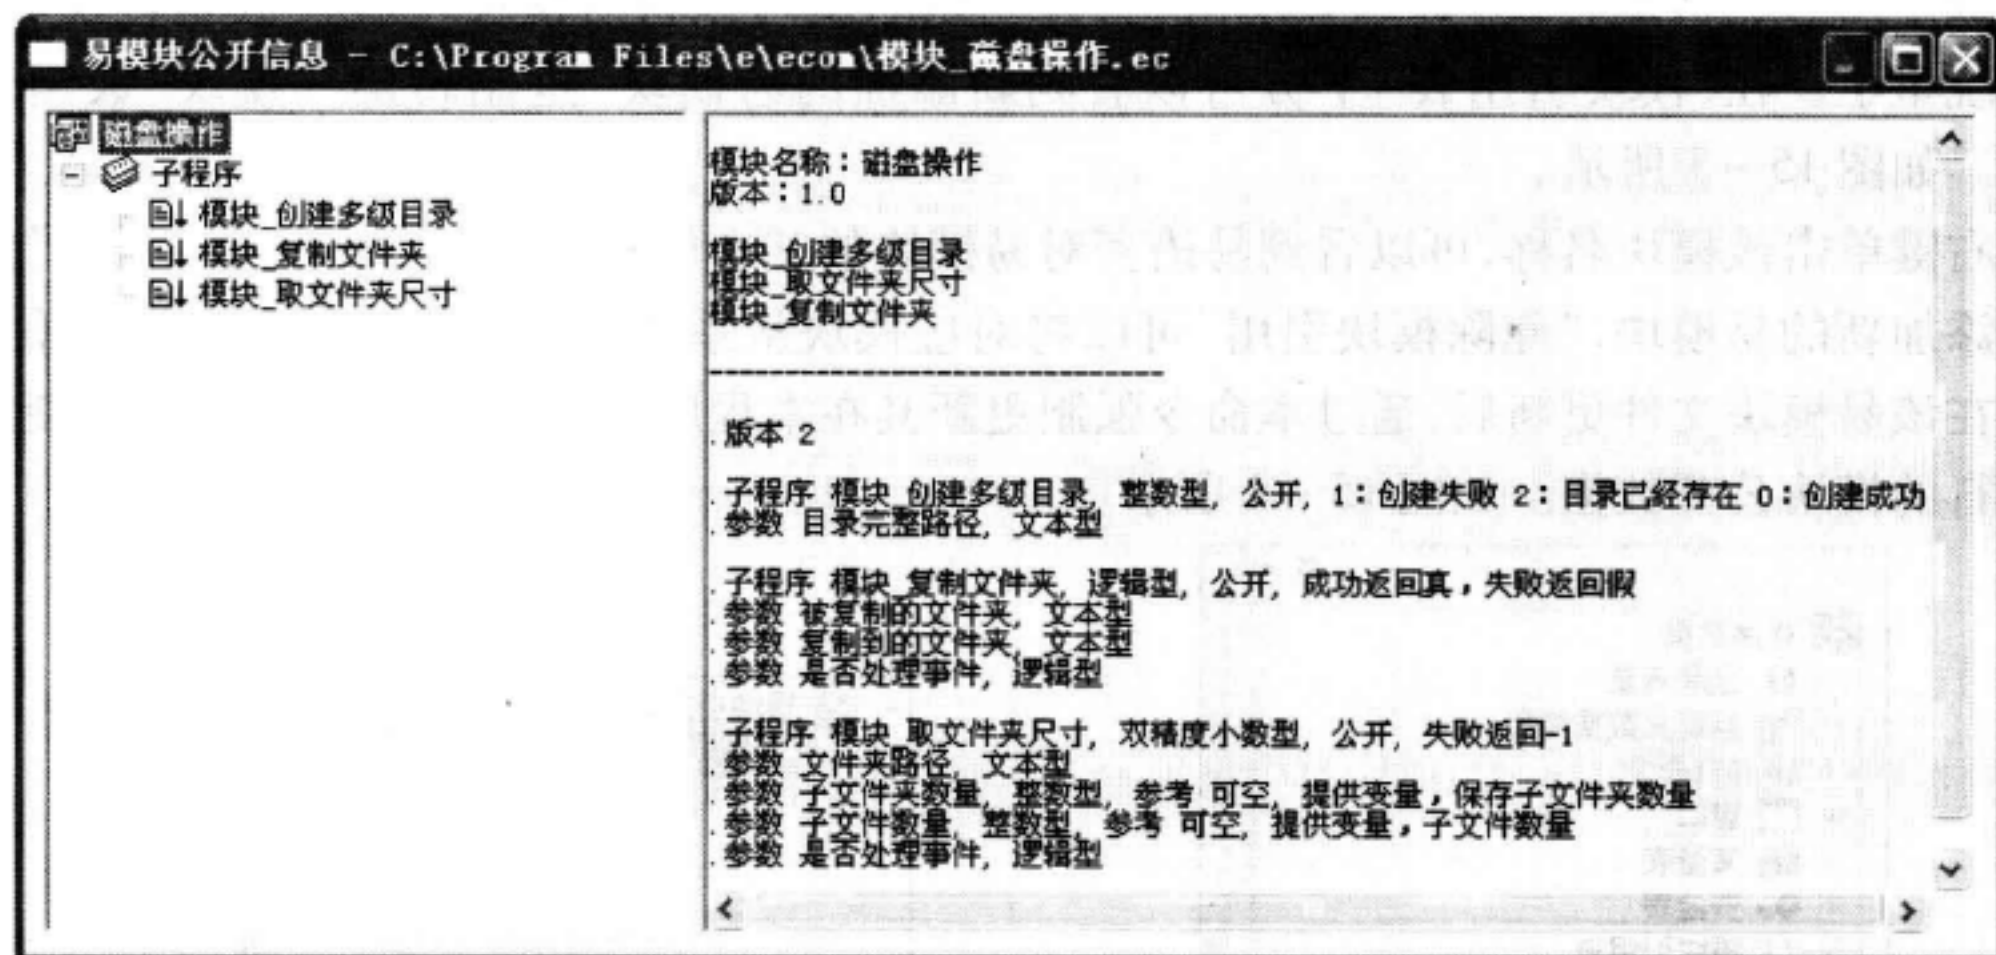 易模块公开信息 - C:\Program Files\e\ecom\模块_磁盘操作.ec
磁盘操作
子程序
模块_创建多级目录
模块_复制文件夹
模块_取文件夹尺寸
模块名称：磁盘操作
版本：1.0
模块_创建多级目录
模块_取文件夹尺寸
模块_复制文件夹
------------------------------
.版本 2
.子程序 模块_创建多级目录, 整数型, 公开, 1：创建失败 2：目录已经存在 0：创建成功
.参数 目录完整路径, 文本型
.子程序 模块_复制文件夹, 逻辑型, 公开, 成功返回真，失败返回假
.参数 被复制的文件夹, 文本型
.参数 复制到的文件夹, 文本型
.参数 是否处理事件, 逻辑型
.子程序 模块_取文件夹尺寸, 双精度小数型, 公开, 失败返回-1
.参数 文件夹路径, 文本型
.参数 子文件夹数量, 整数型, 参考 可空, 提供变量，保存子文件夹数量
.参数 子文件数量, 整数型, 参考 可空, 提供变量，子文件数量
.参数 是否处理事件, 逻辑型